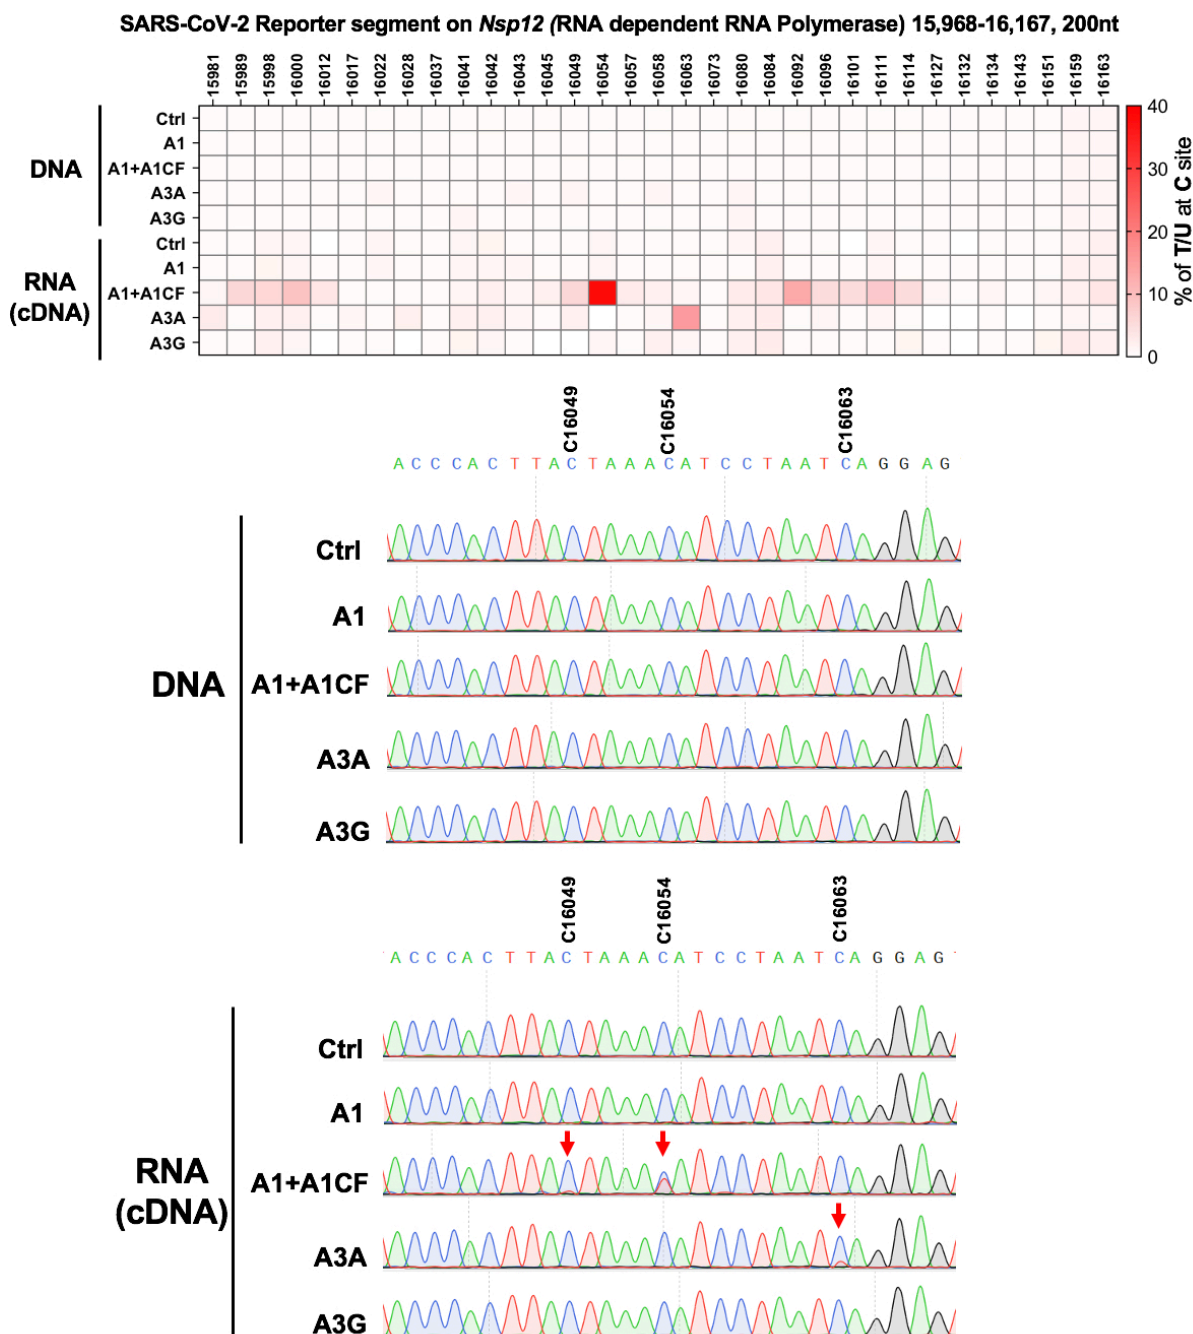 SARS-CoV-2 Reporter segment on Nsp12 (RNA dependent RNA Polymerase) 15,968-16,167, 200nt
15981 15989 15998 16000 16012 16017 16022 16028 16037 16041 16042 16043 16045 16049 16054 16057 16058 16063 16073 16080 16084 16092 16096 16101 16111 16114 16127 16132 16134 16143 16151 16159 16163
DNA
Ctrl
A1
A1+A1CF
A3A
A3G
RNA
(cDNA)
Ctrl
A1
A1+A1CF
A3A
A3G
40
30
20
10
0
% of T/U at C site
C16049 C16054 C16063
A C C C A C T T A C T A A A C A T C C T A A T C A G G A G
DNA
Ctrl
A1
A1+A1CF
A3A
A3G
C16049 C16054 C16063
A C C C A C T T A C T A A A C A T C C T A A T C A G G A G
RNA
(cDNA)
Ctrl
A1
A1+A1CF
A3A
A3G